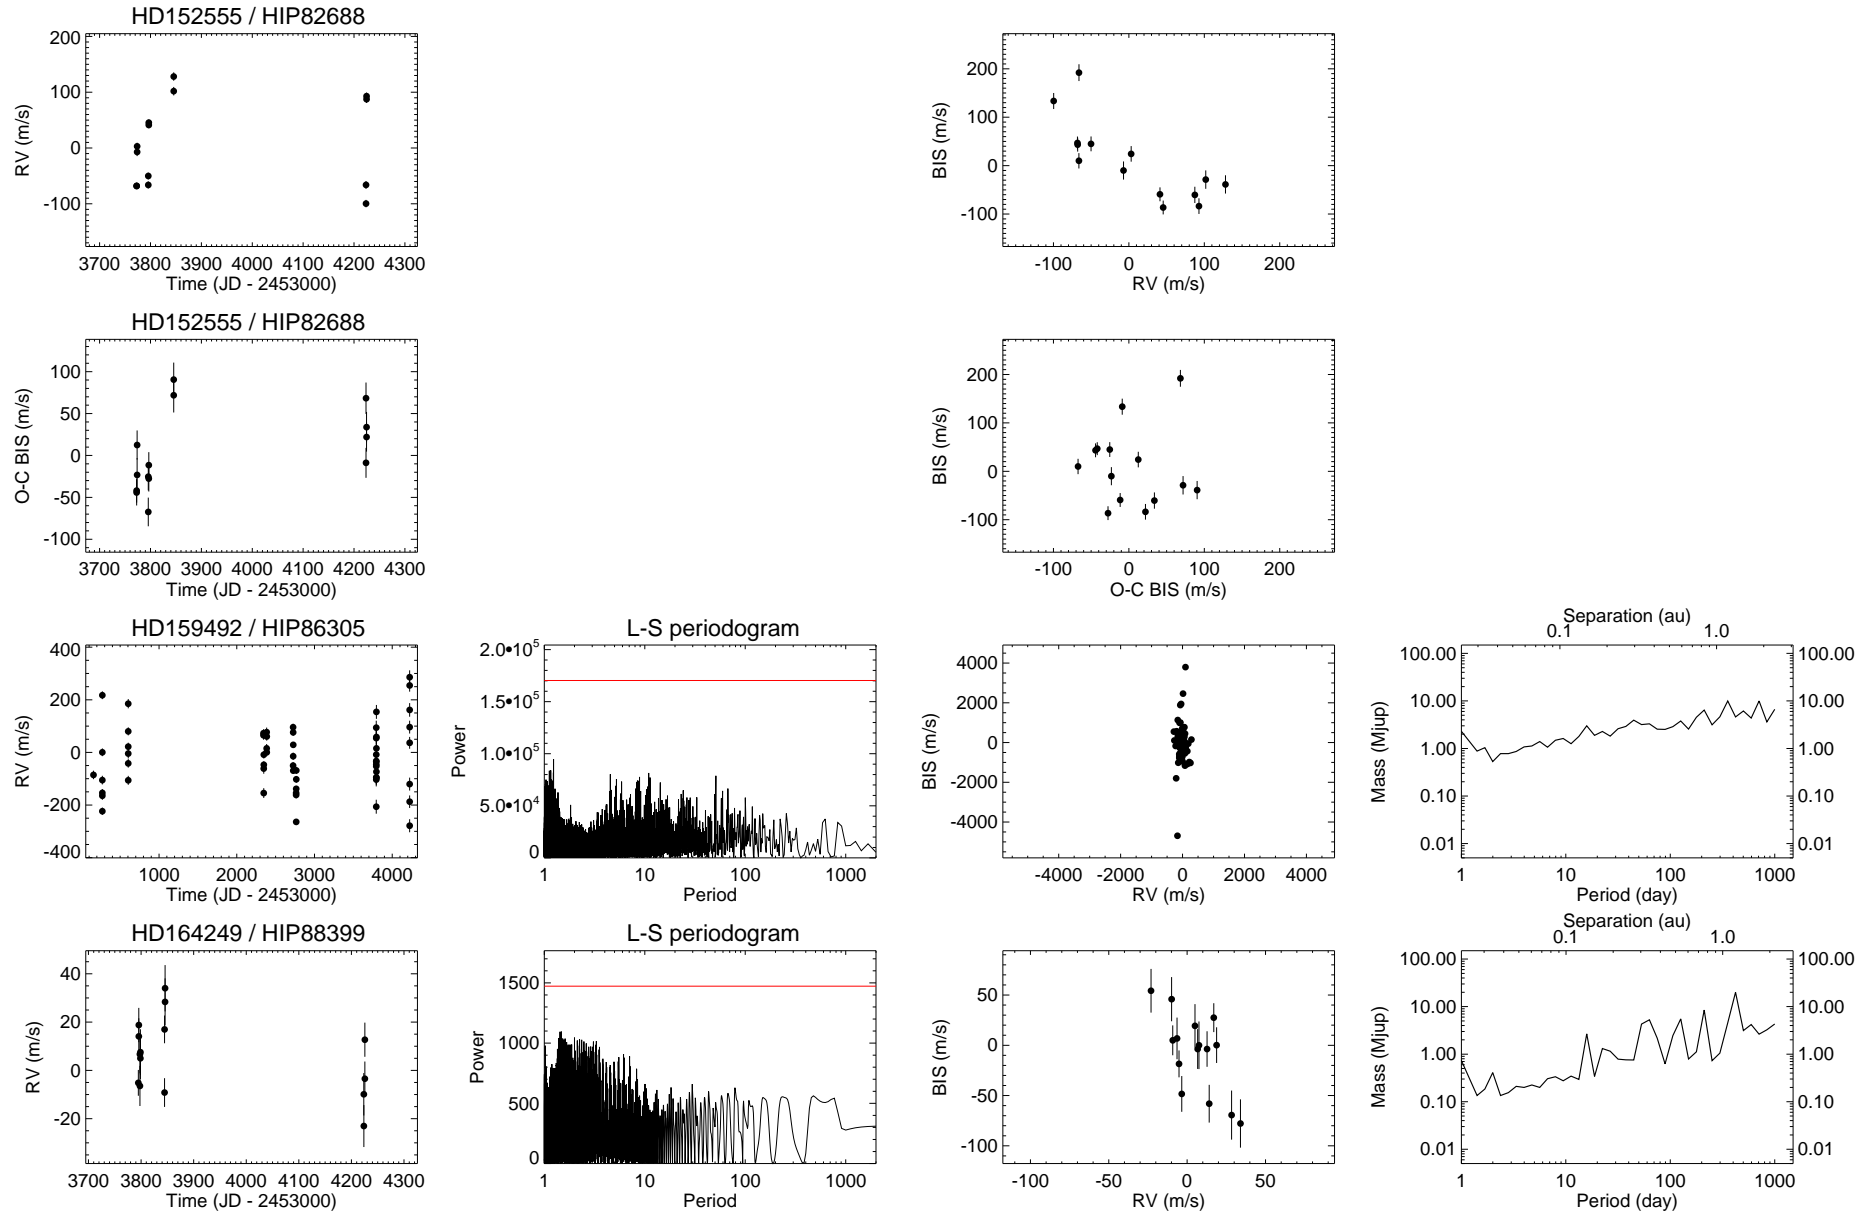 HD152555 / HIP82688
200
100
0
-100
RV (m/s)
3700 3800 3900 4000 4100 4200 4300
Time (JD - 2453000)
200
100
0
-100
BIS (m/s)
-100 0 100 200
RV (m/s)
HD152555 / HIP82688
100
50
0
-50
-100
O-C BIS (m/s)
3700 3800 3900 4000 4100 4200 4300
Time (JD - 2453000)
200
100
0
-100
BIS (m/s)
-100 0 100 200
O-C BIS (m/s)
HD159492 / HIP86305
400
200
0
-200
-400
RV (m/s)
1000 2000 3000 4000
Time (JD - 2453000)
L-S periodogram
2.0•10^5
1.5•10^5
1.0•10^5
5.0•10^4
0
Power
1 10 100 1000
Period
4000
2000
0
-2000
-4000
BIS (m/s)
-4000 -2000 0 2000 4000
RV (m/s)
Separation (au)
0.1 1.0
100.00 100.00
10.00 10.00
1.00 1.00
0.10 0.10
0.01 0.01
Mass (Mjup)
1 10 100 1000
Period (day)
HD164249 / HIP88399
40
20
0
-20
RV (m/s)
3700 3800 3900 4000 4100 4200 4300
Time (JD - 2453000)
L-S periodogram
1500
1000
500
0
Power
1 10 100 1000
Period
50
0
-50
-100
BIS (m/s)
-100 -50 0 50
RV (m/s)
Separation (au)
0.1 1.0
100.00 100.00
10.00 10.00
1.00 1.00
0.10 0.10
0.01 0.01
Mass (Mjup)
1 10 100 1000
Period (day)